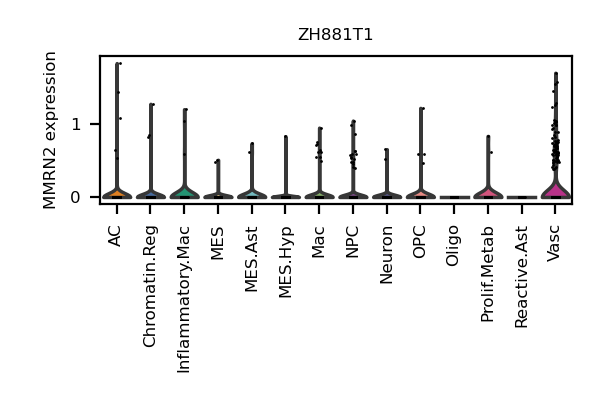 ZH881T1
MMRN2 expression
1
0
AC
Chromatin.Reg
Inflammatory.Mac
MES
MES.Ast
MES.Hyp
Mac
NPC
Neuron
OPC
Oligo
Prolif.Metab
Reactive.Ast
Vasc